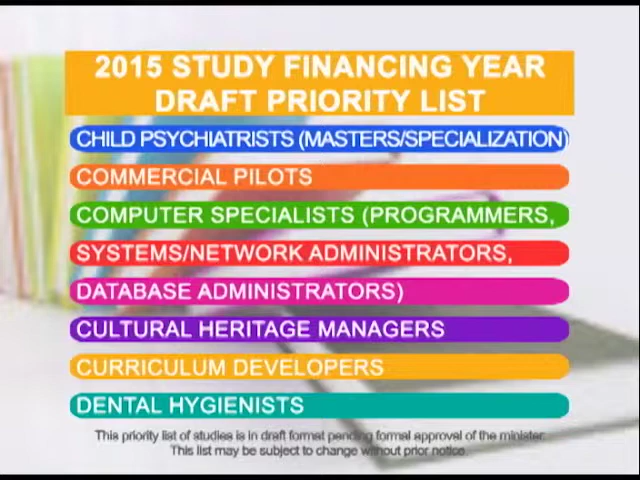 2015 STUDY FINANCING YEAR
DRAFT PRIORITY LIST
CHILD PSYCHIATRISTS (MASTERS/SPECIALIZATION)
COMMERCIAL PILOTS
COMPUTER SPECIALISTS (PROGRAMMERS,
SYSTEMS/NETWORK ADMINISTRATORS,
DATABASE ADMINISTRATORS)
CULTURAL HERITAGE MANAGERS
CURRICULUM DEVELOPERS
DENTAL HYGIENISTS
This priority list of studies is in draft format pending formal approval of the minister.
This list may be subject to change without prior notice.